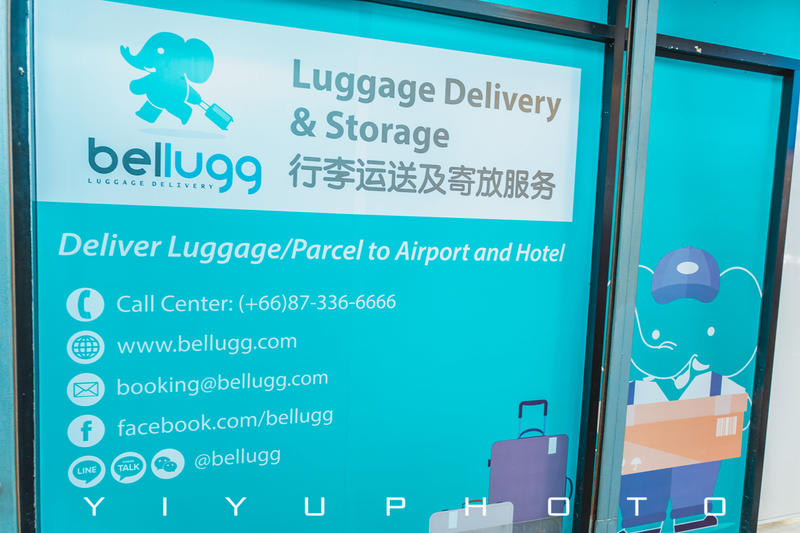 bellugg
LUGGAGE DELIVERY
Luggage Delivery
& Storage
行李运送及寄放服务
Deliver Luggage/Parcel to Airport and Hotel
Call Center: (+66)87-336-6666
www.bellugg.com
booking@bellugg.com
f facebook.com/bellugg
LINE TALK @bellugg
YIYUPHOTO